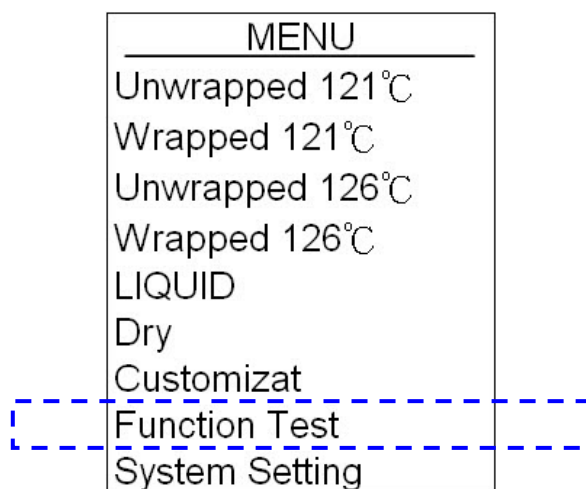 MENU
Unwrapped 121℃
Wrapped 121℃
Unwrapped 126℃
Wrapped 126℃
LIQUID
Dry
Customizat
Function Test
System Setting